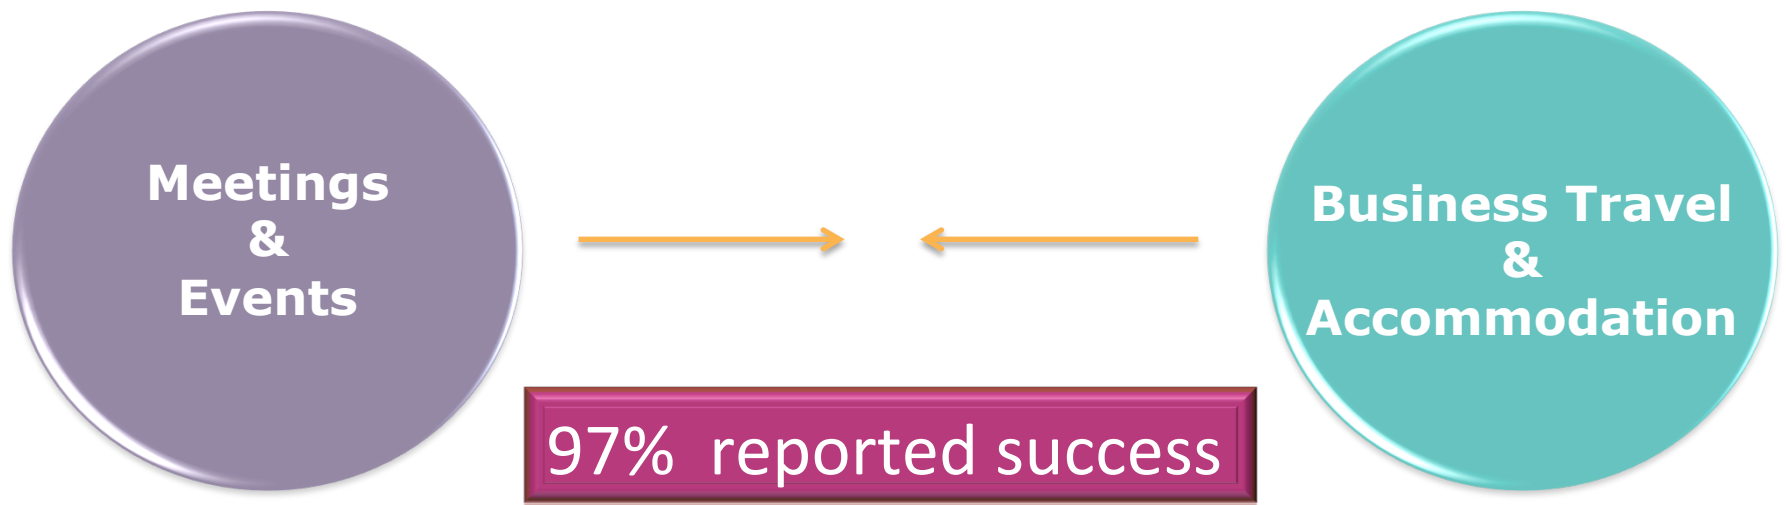 Meetings
&
Events
Business Travel
&
Accommodation
97% reported success